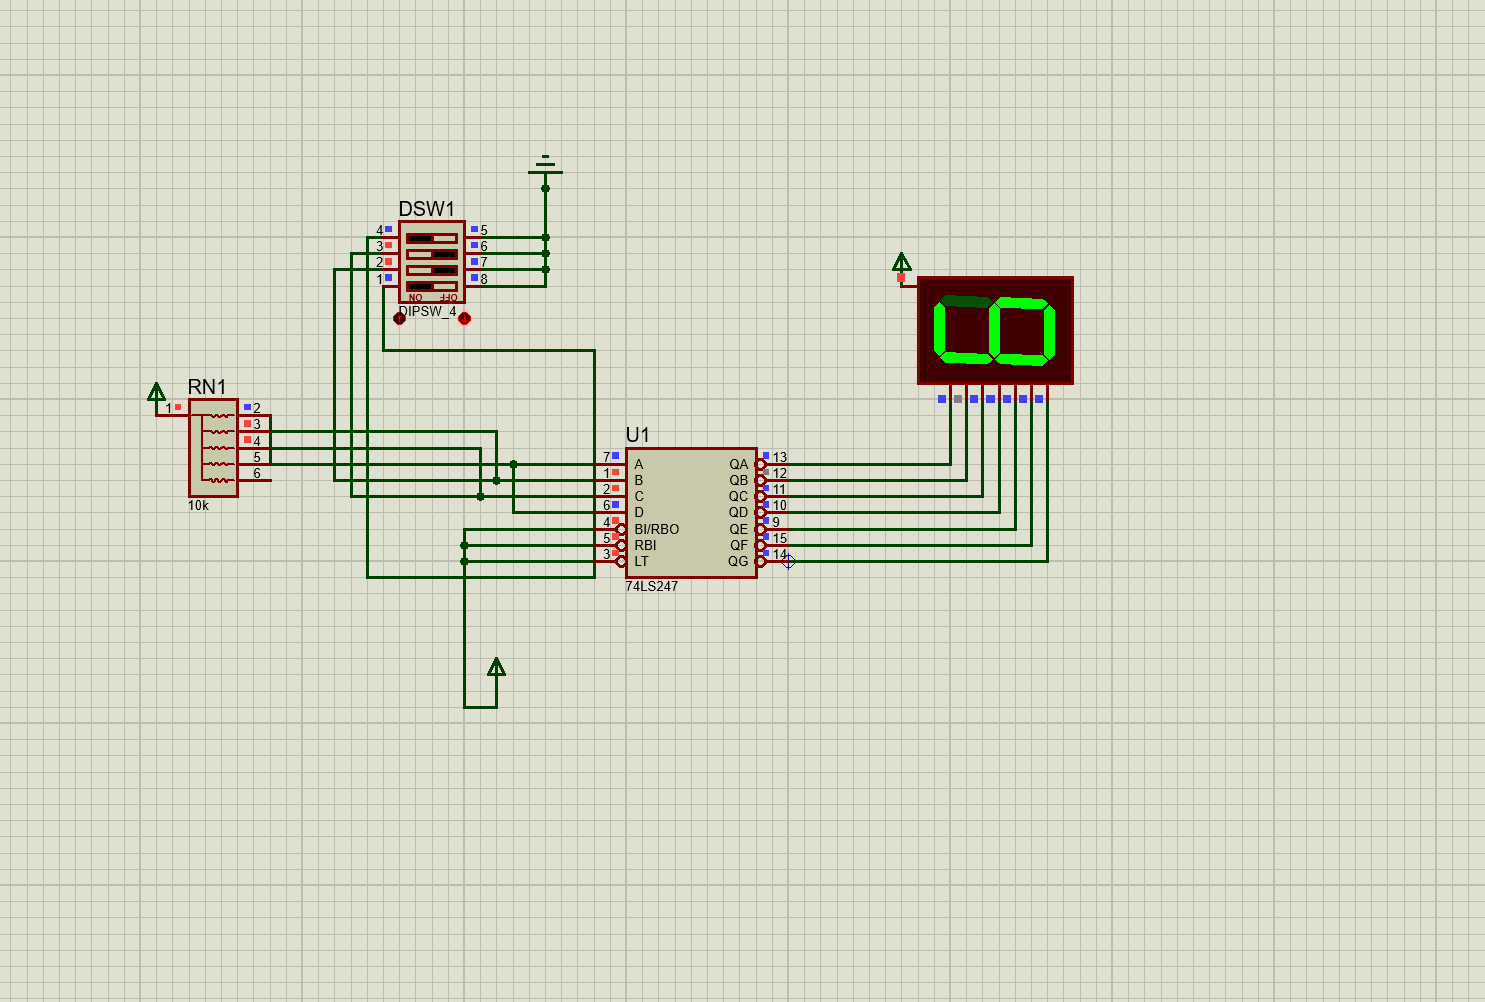 DSW1
4 5
3 6
2 7
1 8
ON OFF
DIPSW_4
RN1
1 2
3
4
5
6
10k
U1
7 A QA 13
1 B QB 12
2 C QC 11
6 D QD 10
4 BI/RBO QE 9
5 RBI QF 15
3 LT QG 14
74LS247